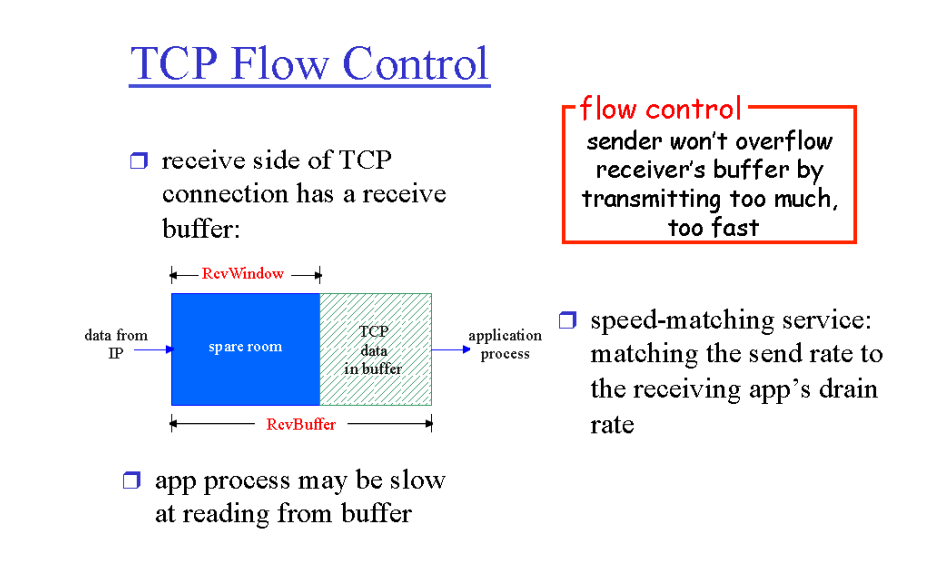 TCP Flow Control
flow control
sender won't overflow
receiver's buffer by
transmitting too much,
too fast
❒ receive side of TCP
connection has a receive
buffer:
RcvWindow
data from
IP
spare room
TCP
data
in buffer
application
process
RcvBuffer
❒ speed-matching service:
matching the send rate to
the receiving app's drain
rate
❒ app process may be slow
at reading from buffer